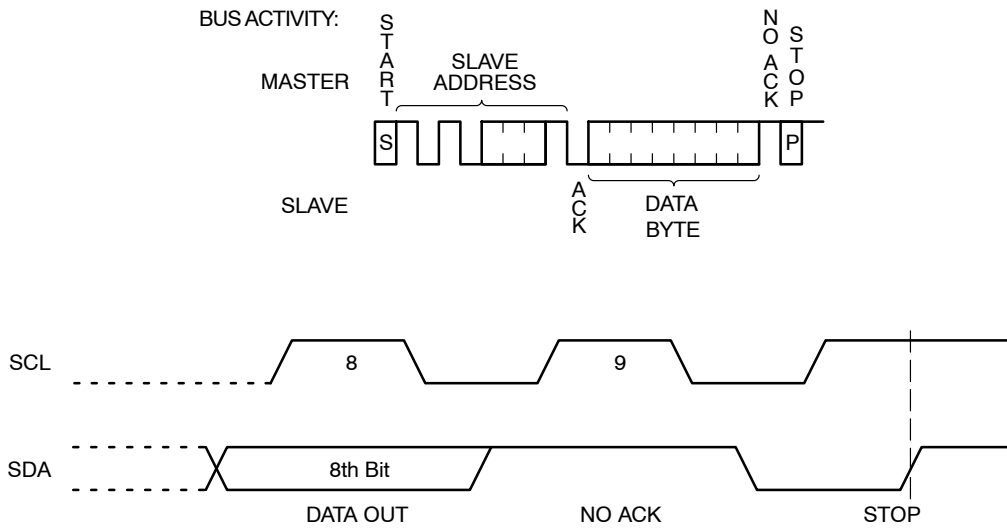 BUS ACTIVITY:
MASTER
START
SLAVE
ADDRESS
NO ACK
STOP
S
P
SLAVE
ACK
DATA
BYTE
SCL
8
9
SDA
8th Bit
DATA OUT
NO ACK
STOP